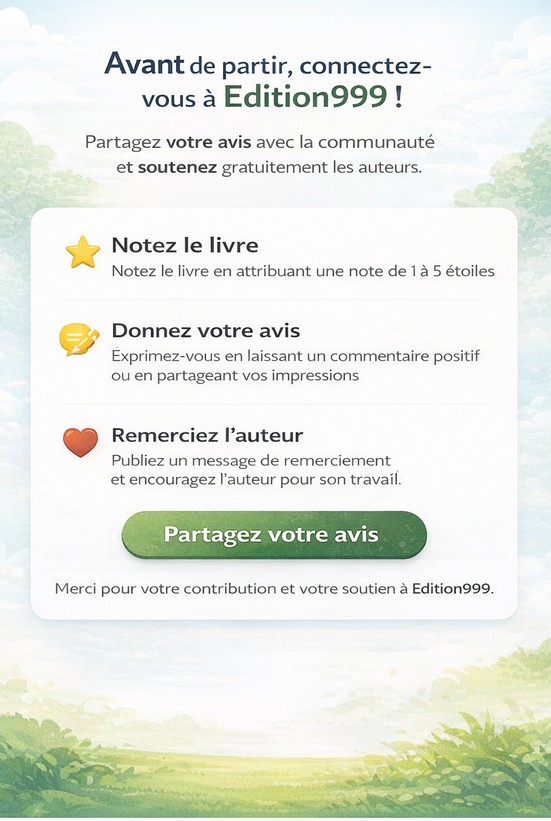 Avant de partir, connectez-
vous à Edition999 !
Partagez votre avis avec la communauté
et soutenez gratuitement les auteurs.
Notez le livre
Notez le livre en attribuant une note de 1 à 5 étoiles
Donnez votre avis
Exprimez-vous en laissant un commentaire positif
ou en partageant vos impressions
Remerciez l'auteur
Publiez un message de remerciement
et encouragez l'auteur pour son travail.
Partagez votre avis
Merci pour votre contribution et votre soutien à Edition999.